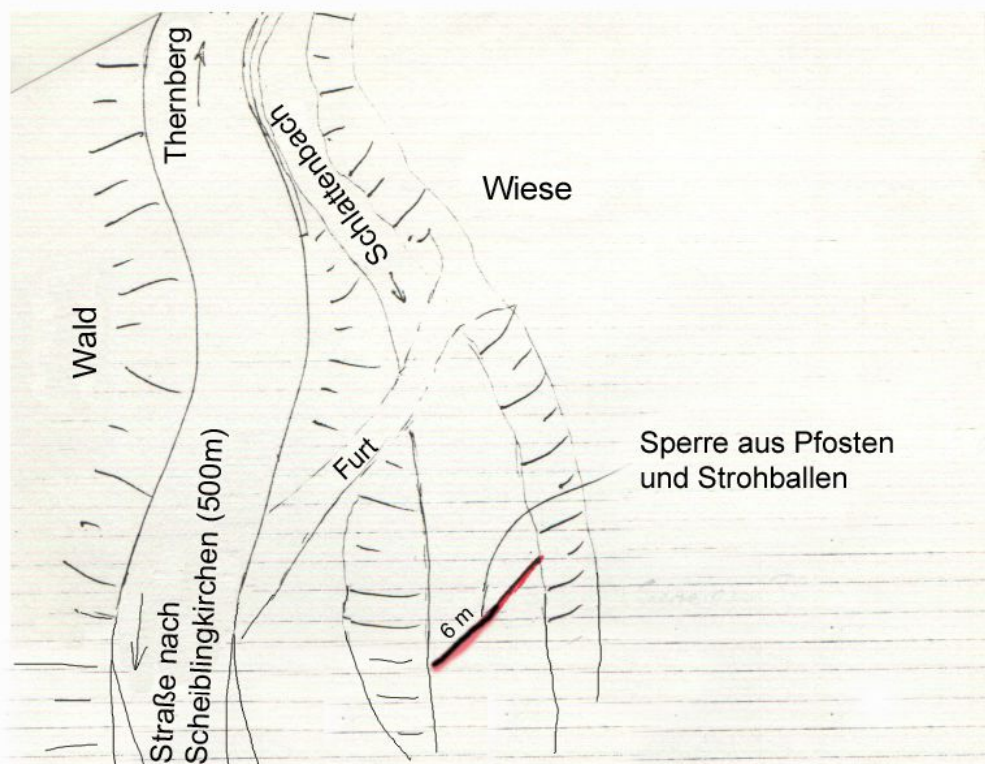 Thernberg
Schlattenbach
Wiese
Wald
Furt
Sperre aus Pfosten
und Strohballen
6 m
Straße nach
Scheiblingkirchen (500m)